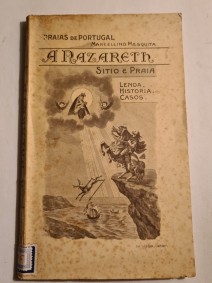 PRAIAS DE PORTUGAL
MARCELLINO MESQUITA
A NAZARETH
SITIO E PRAIA
LENDA,
HISTORIA,
CASOS.